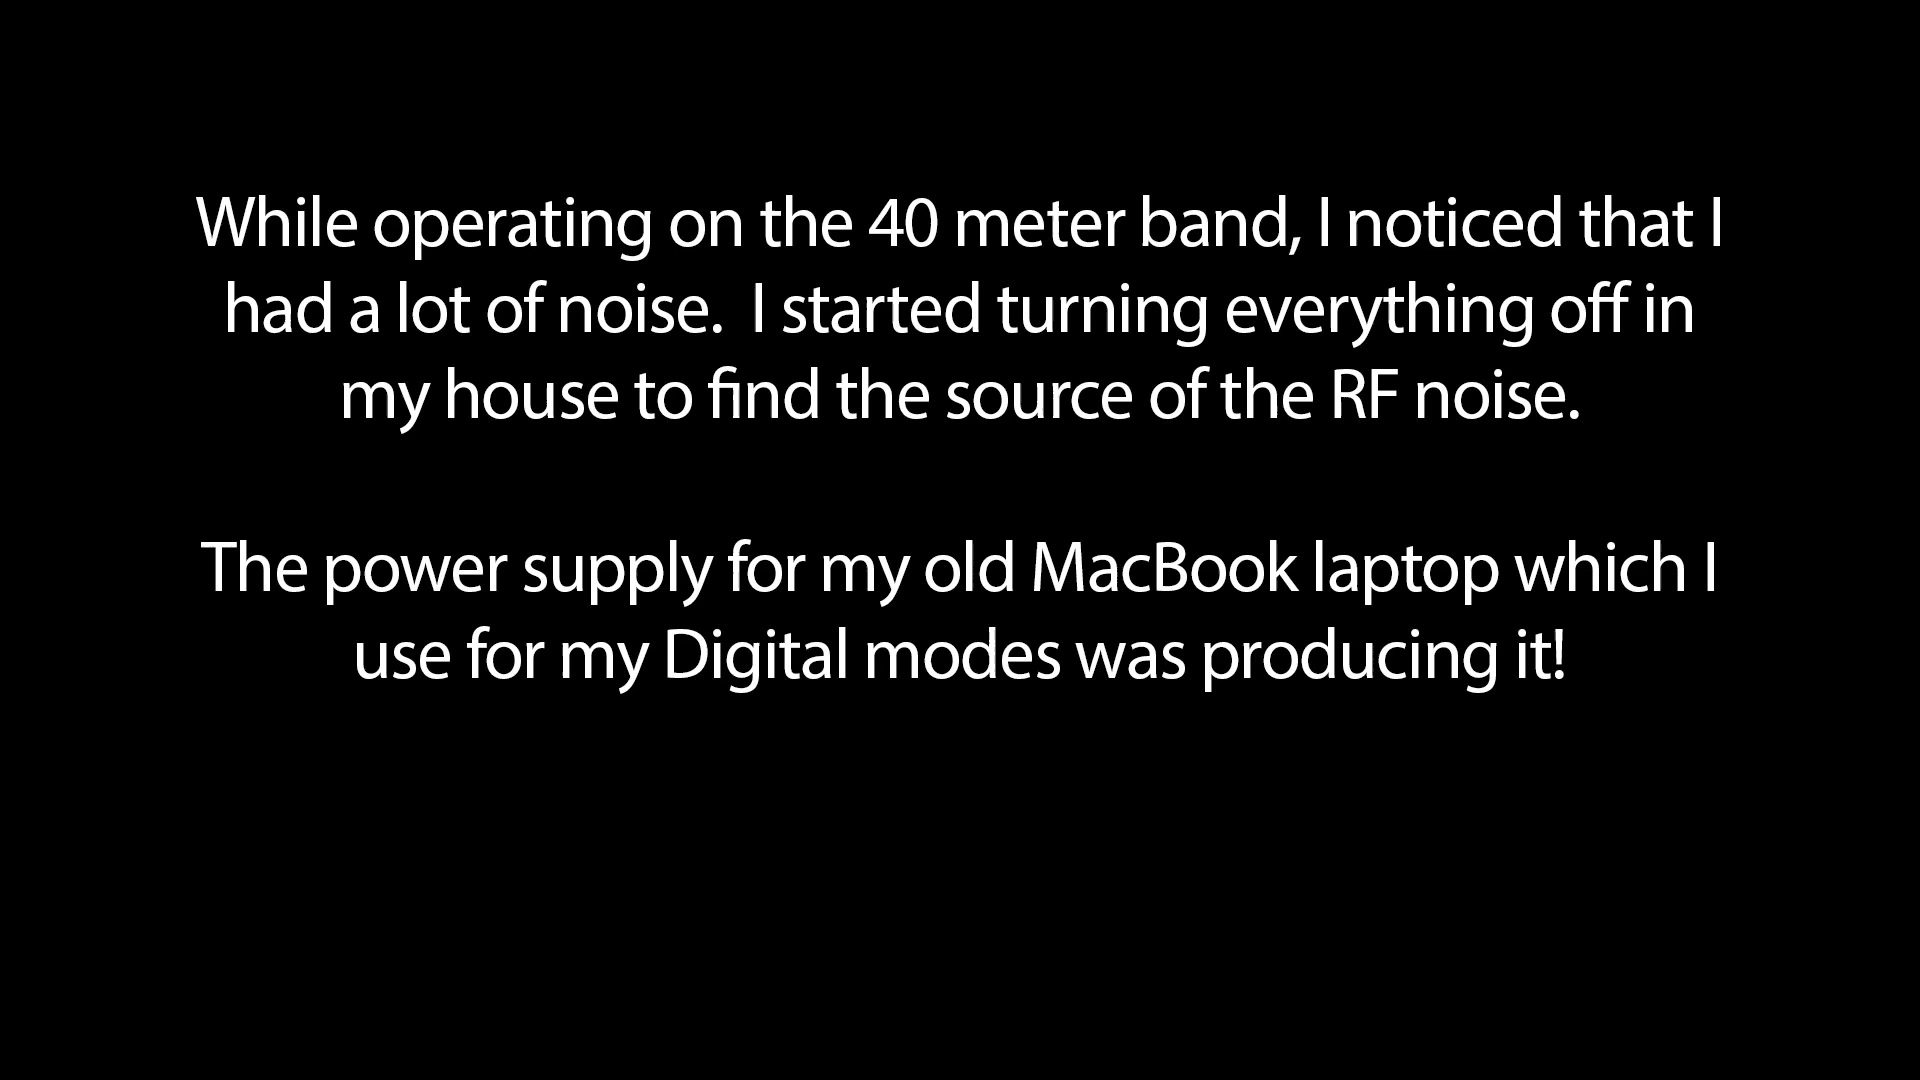 While operating on the 40 meter band, I noticed that I
had a lot of noise.  I started turning everything off in
my house to find the source of the RF noise.
The power supply for my old MacBook laptop which I
use for my Digital modes was producing it!